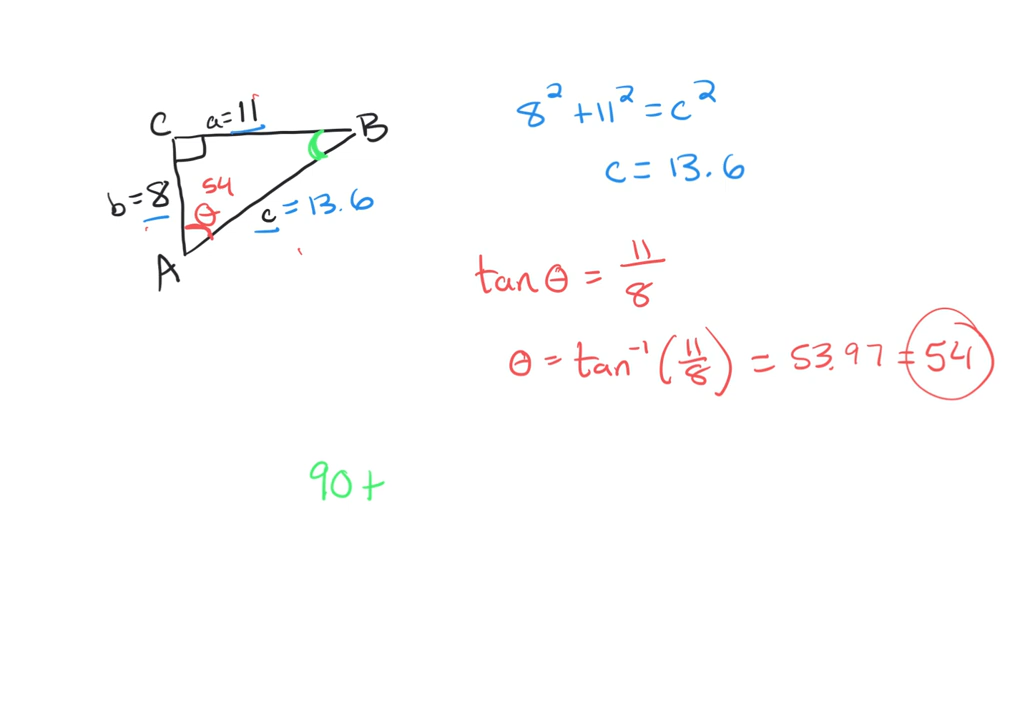 C a=11 B
b=8 54
θ c = 13.6
A
8² + 11² = c²
c = 13.6
tan θ = 11/8
θ = tan⁻¹ (11/8) = 53.97 = 54
90 +